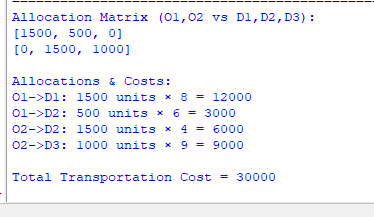 Allocation Matrix (O1,O2 vs D1,D2,D3):
[1500, 500, 0]
[0, 1500, 1000]
Allocations & Costs:
O1->D1: 1500 units × 8 = 12000
O1->D2: 500 units × 6 = 3000
O2->D2: 1500 units × 4 = 6000
O2->D3: 1000 units × 9 = 9000
Total Transportation Cost = 30000